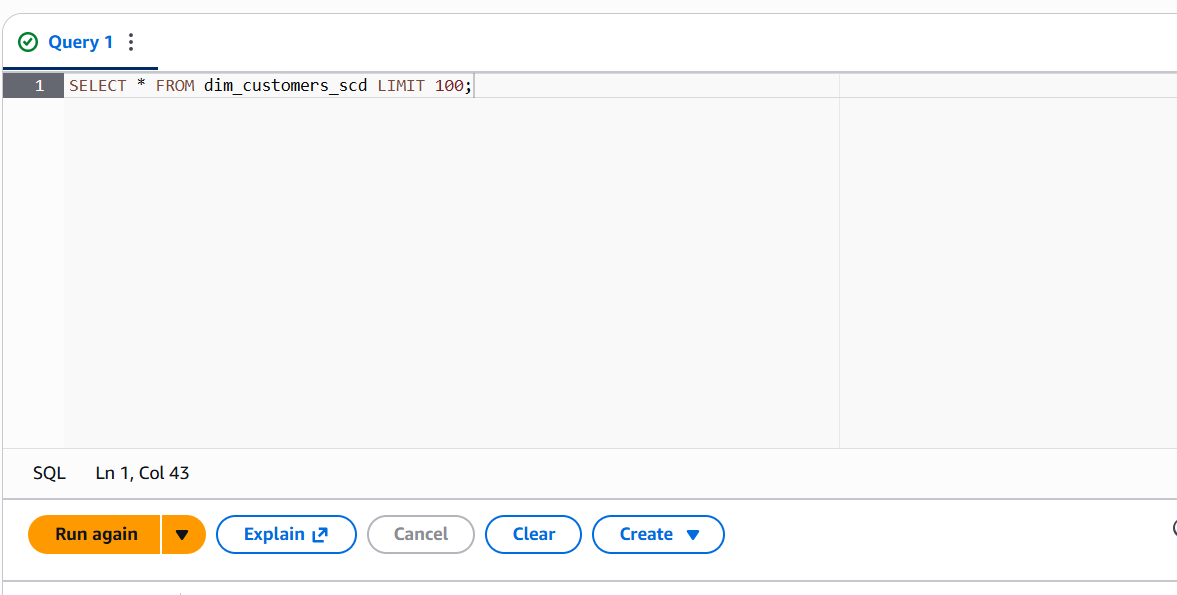 Query 1
1 SELECT * FROM dim_customers_scd LIMIT 100;
SQL Ln 1, Col 43
Run again Explain Cancel Clear Create